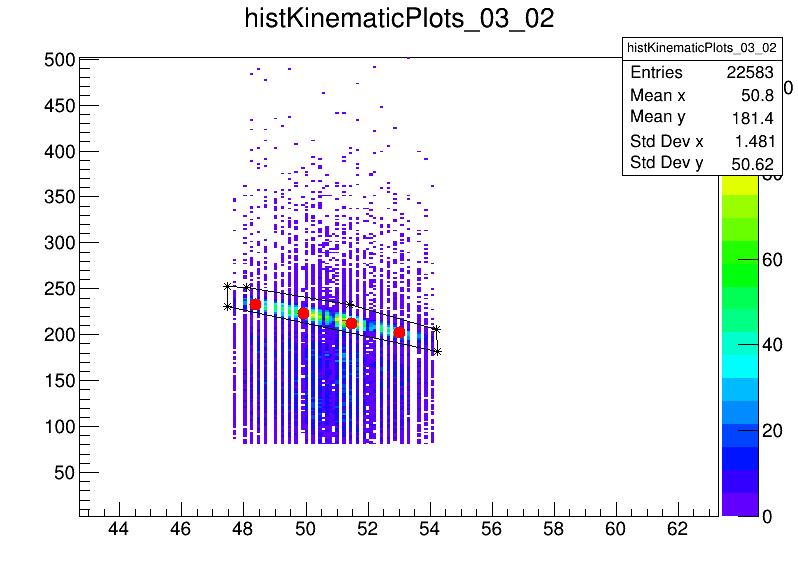 histKinematicPlots_03_02
histKinematicPlots_03_02
Entries 22583
Mean x 50.8
Mean y 181.4
Std Dev x 1.481
Std Dev y 50.62
500
450
400
350
300
250
200
150
100
50
44 46 48 50 52 54 56 58 60 62
0
60
40
20
0